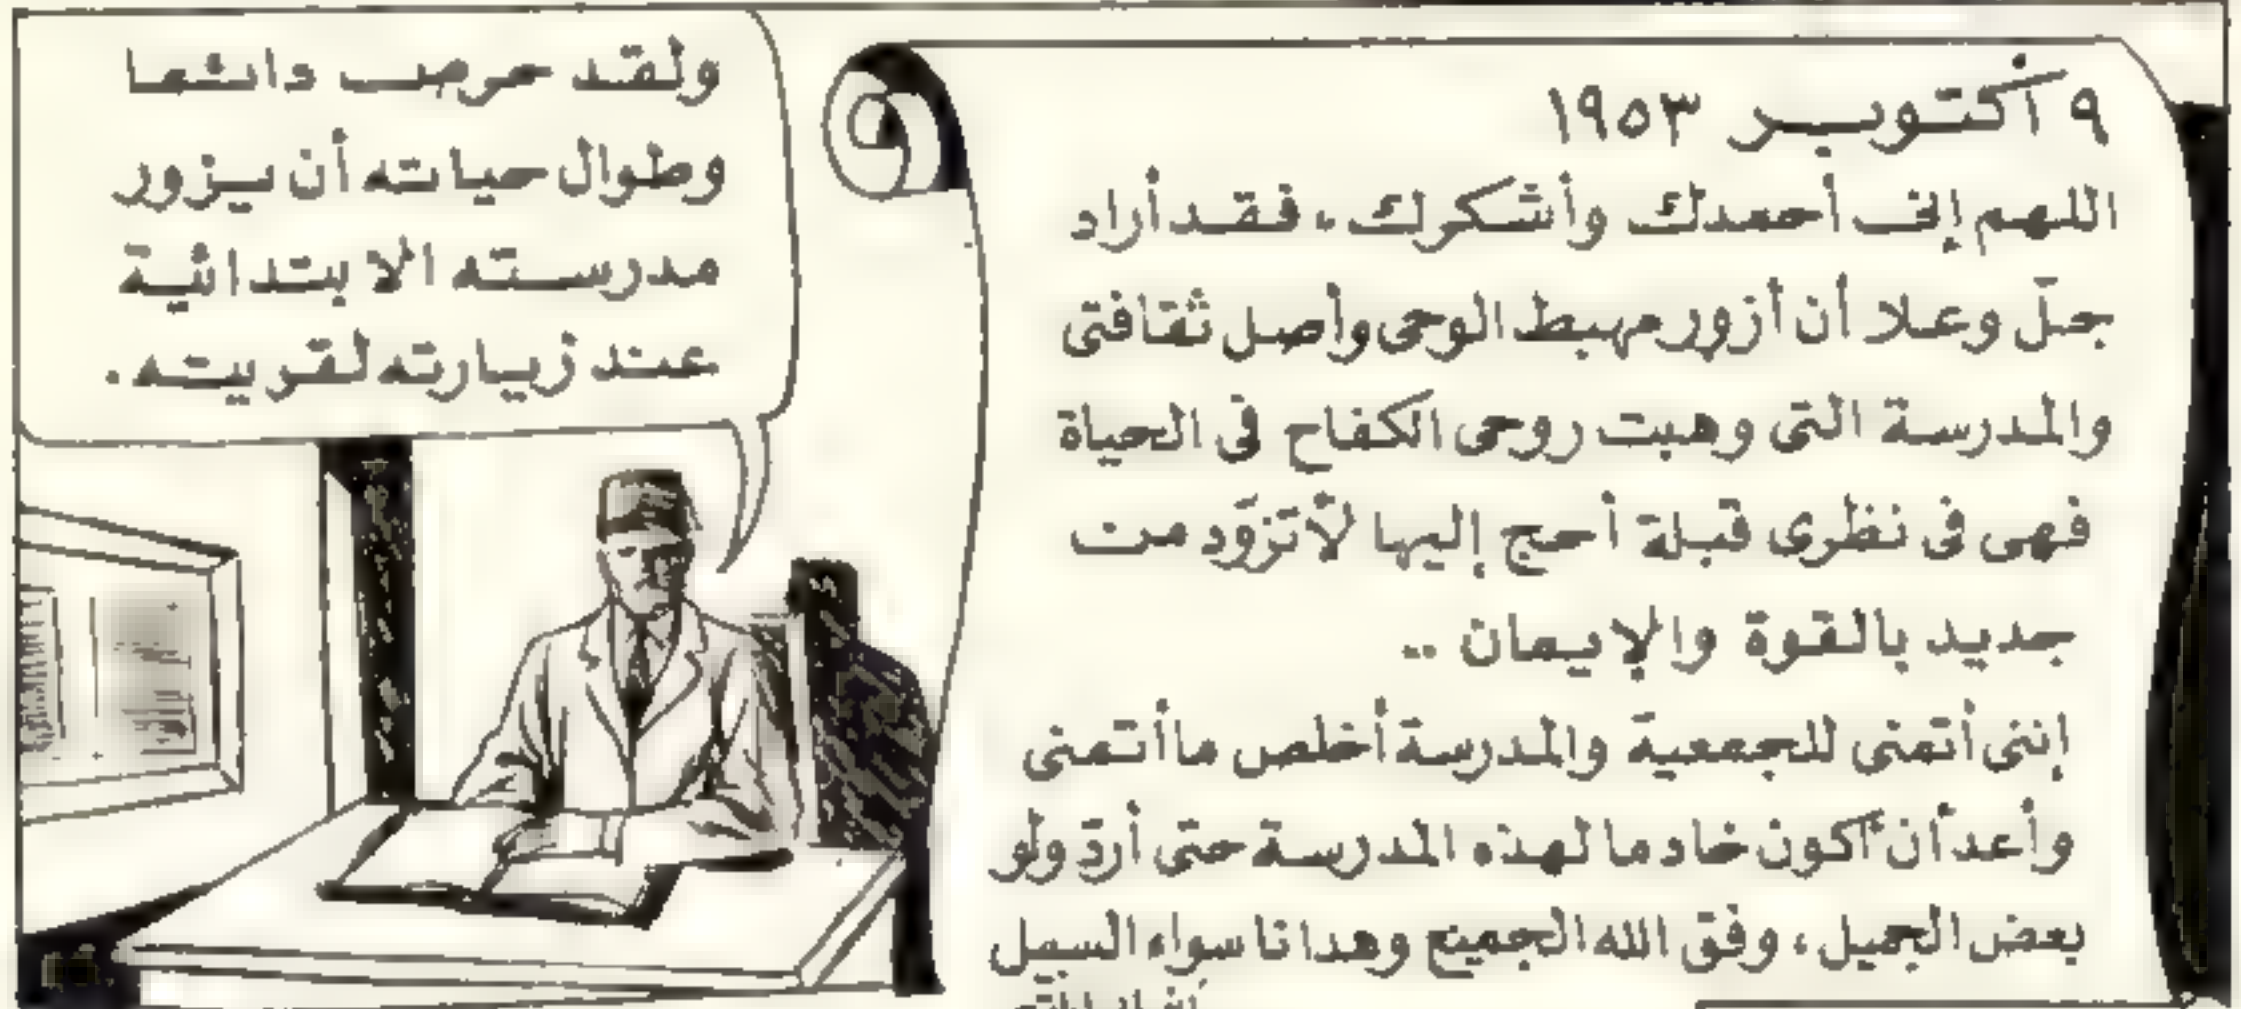 ولقد حرص دائما
وطوال حياته أن يزور
مدرسته الابتدائية
عند زيارته لقريته.
٩ أكتوبر ١٩٥٣
اللهم إنى أحمدك وأشكرك، فقد أراد
جلّ وعلا أن أزور مهبط الوحى وأصل ثقافتى
والمدرسة التى وهبت روحى الكفاح فى الحياة
فهى فى نظرى قبلة أحج إليها لأتزوّد من
جديد بالقوة والإيمان ..
إننى أتمنى للجمعية والمدرسة أخلص ما أتمنى
وأعد أن أكون خادما لهذه المدرسة حتى أردّ ولو
بعض الجميل، وفق الله الجميع وهدانا سواء السبيل